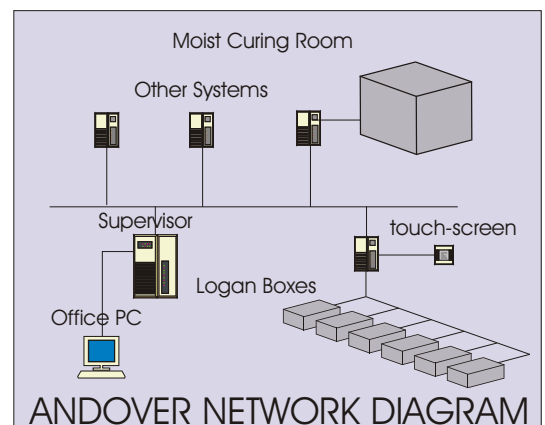 Moist Curing Room
Other Systems
Supervisor
touch-screen
Logan Boxes
Office PC
ANDOVER NETWORK DIAGRAM